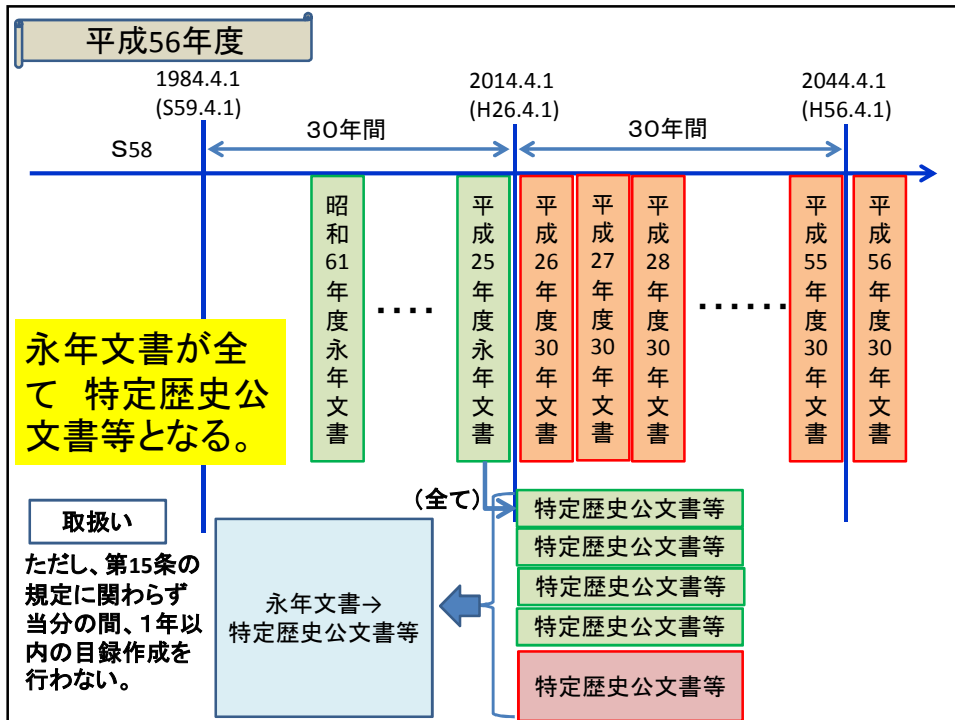 平成56年度
1984.4.1
(S59.4.1)
2014.4.1
(H26.4.1)
2044.4.1
(H56.4.1)
S58
30年間
30年間
昭和61年度永年文書
‥‥
平成25年度永年文書
平成26年度30年文書
平成27年度30年文書
平成28年度30年文書
‥‥‥
平成55年度30年文書
平成56年度30年文書
永年文書が全
て　特定歴史公
文書等となる。
(全て)
特定歴史公文書等
特定歴史公文書等
特定歴史公文書等
特定歴史公文書等
特定歴史公文書等
取扱い
ただし、第15条の
規定に関わらず
当分の間、1年以
内の目録作成を
行わない。
永年文書→
特定歴史公文書等